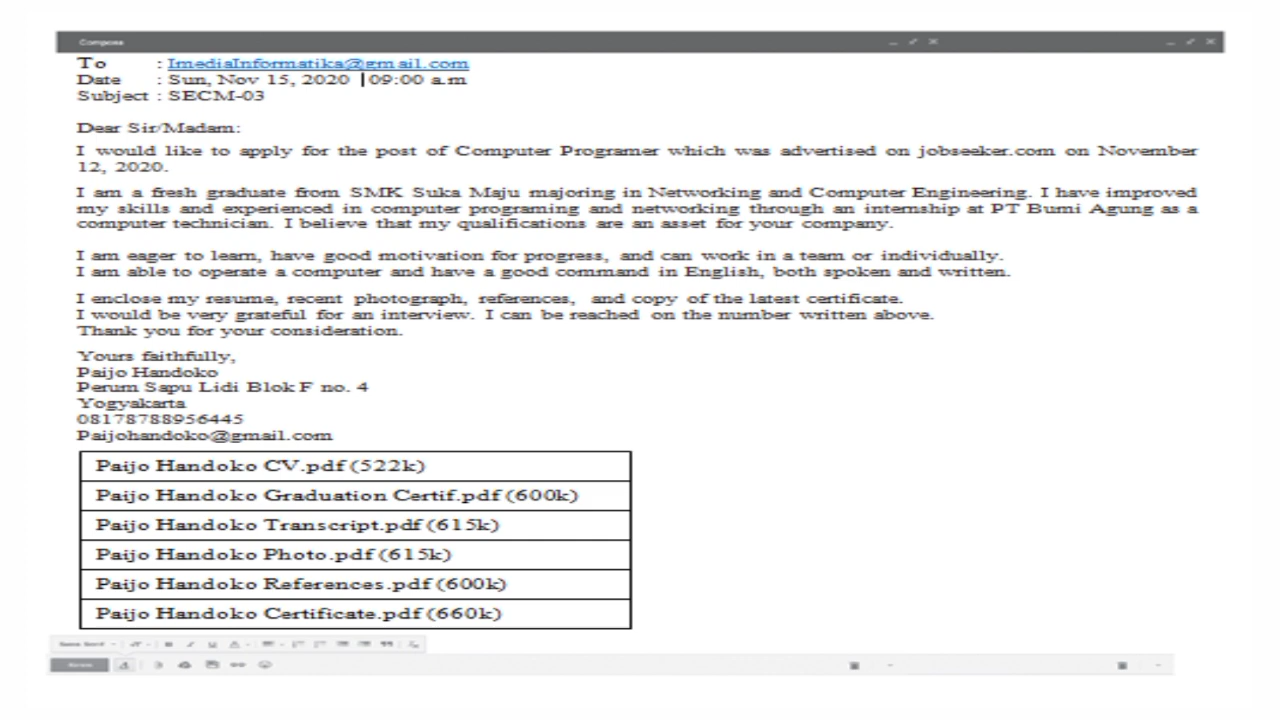 Compose
To : ImediaInformatika@gmail.com
Date : Sun, Nov 15, 2020 |09:00 a.m
Subject : SECM-03
Dear Sir/Madam:
I would like to apply for the post of Computer Programer which was advertised on jobseeker.com on November
12, 2020.
I am a fresh graduate from SMK Suka Maju majoring in Networking and Computer Engineering. I have improved
my skills and experienced in computer programing and networking through an internship at PT Bumi Agung as a
computer technician. I believe that my qualifications are an asset for your company.
I am eager to learn, have good motivation for progress, and can work in a team or individually.
I am able to operate a computer and have a good command in English, both spoken and written.
I enclose my resume, recent photograph, references, and copy of the latest certificate.
I would be very grateful for an interview. I can be reached on the number written above.
Thank you for your consideration.
Yours faithfully,
Paijo Handoko
Perum Sapu Lidi Blok F no. 4
Yogyakarta
08178788956445
Paijohandoko@gmail.com
Paijo Handoko CV.pdf (522k)
Paijo Handoko Graduation Certif.pdf (600k)
Paijo Handoko Transcript.pdf (615k)
Paijo Handoko Photo.pdf (615k)
Paijo Handoko References.pdf (600k)
Paijo Handoko Certificate.pdf (660k)